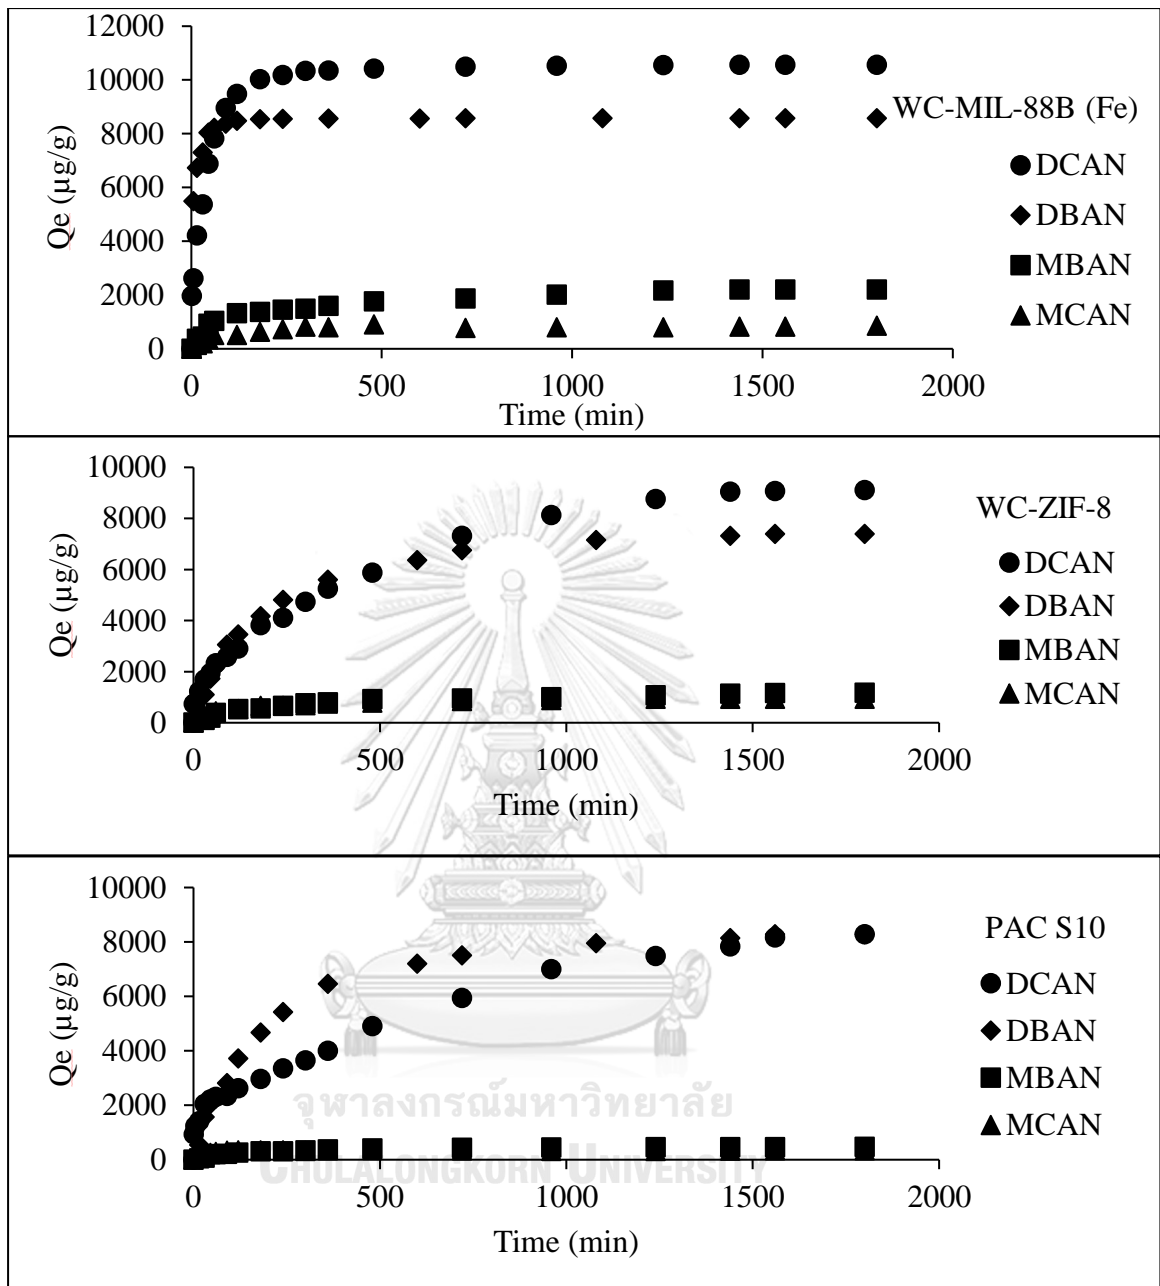 12000
10000
8000
6000
4000
2000
0
Qe (µg/g)
0 500 1000 1500 2000
Time (min)
WC-MIL-88B (Fe)
DCAN
DBAN
MBAN
MCAN
10000
8000
6000
4000
2000
0
Qe (µg/g)
0 500 1000 1500 2000
Time (min)
WC-ZIF-8
DCAN
DBAN
MBAN
MCAN
10000
8000
6000
4000
2000
0
Qe (µg/g)
0 500 1000 1500 2000
Time (min)
PAC S10
DCAN
DBAN
MBAN
MCAN
จุฬาลงกรณ์มหาวิทยาลัย
CHULALONGKORN UNIVERSITY